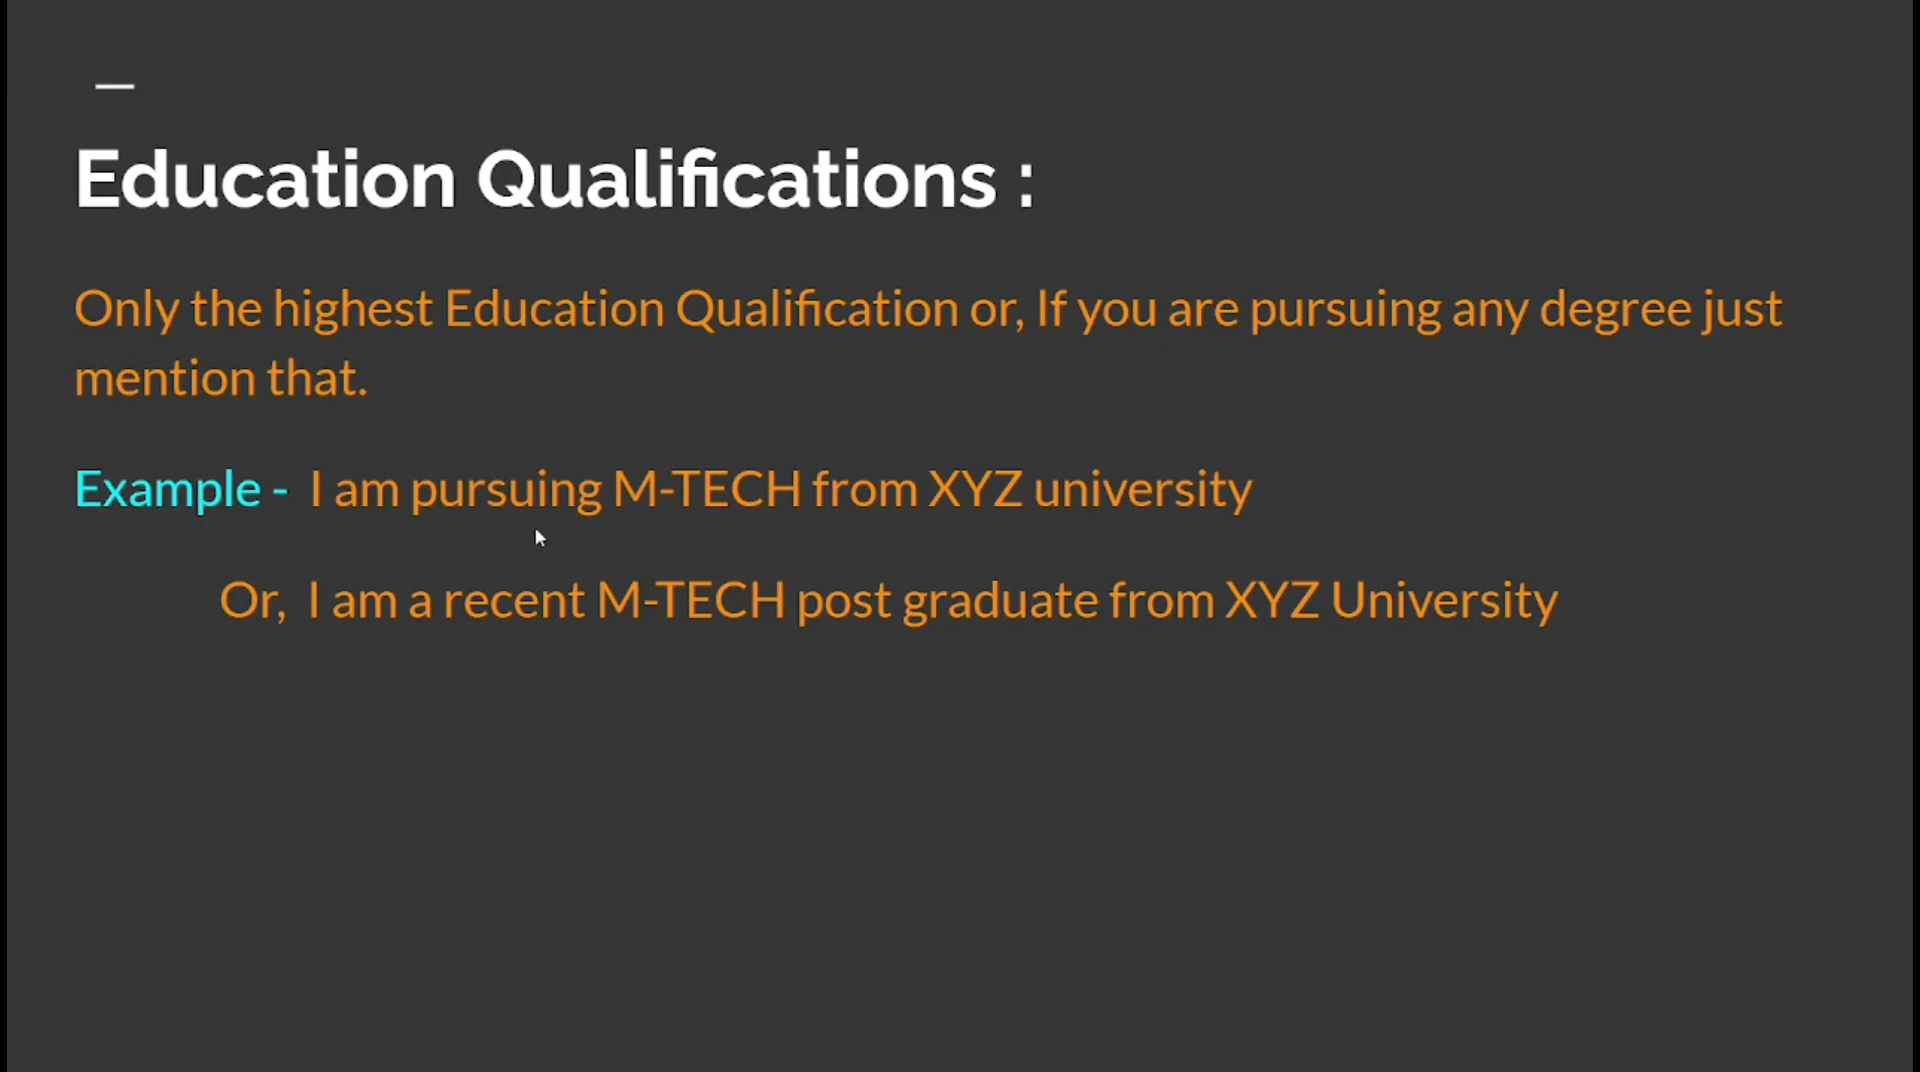 Education Qualifications :
Only the highest Education Qualification or, If you are pursuing any degree just
mention that.
Example - I am pursuing M-TECH from XYZ university
Or, I am a recent M-TECH post graduate from XYZ University